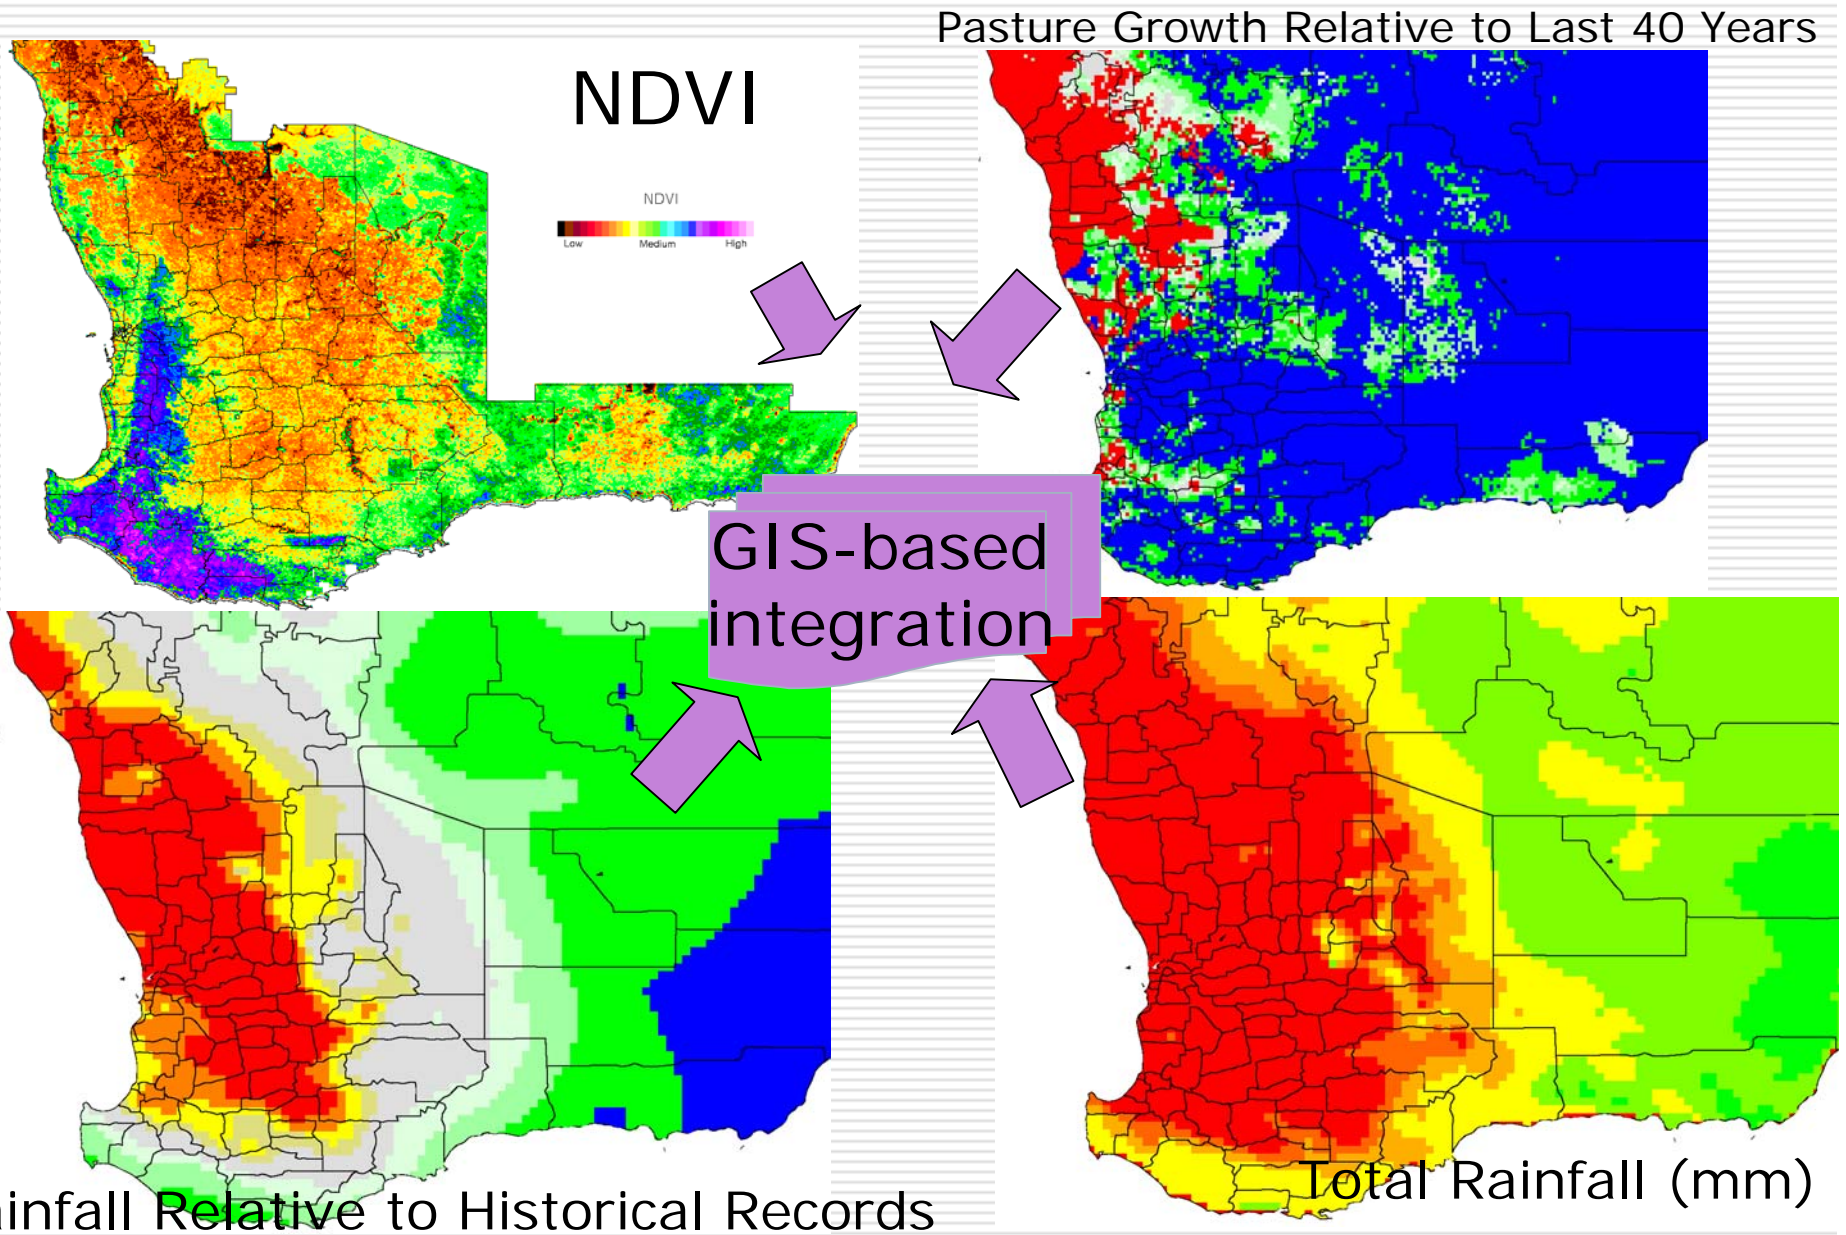 Pasture Growth Relative to Last 40 Years
NDVI
NDVI
Low Medium High
GIS-based
integration
Total Rainfall (mm)
infall Relative to Historical Records